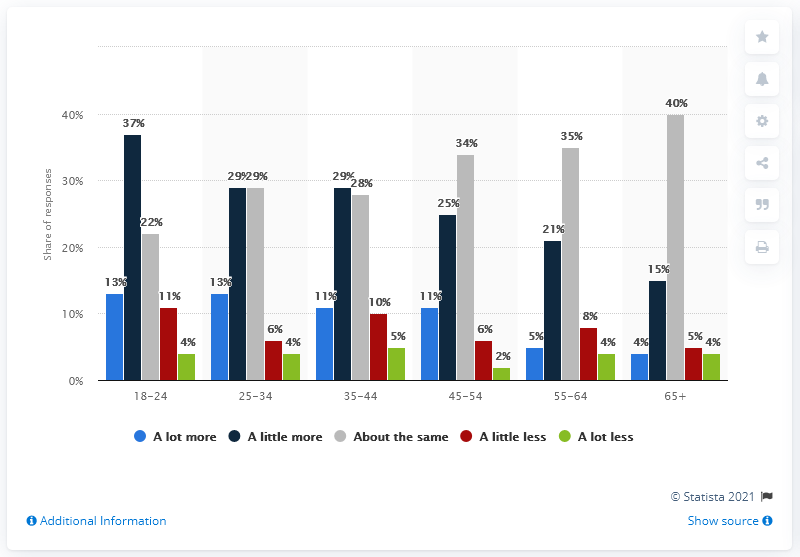 Share of responses
40%
30%
20%
10%
0%
13% 37% 22% 11% 4%
13% 29% 29% 6% 4%
11% 29% 28% 10% 5%
11% 25% 34% 6% 2%
5% 21% 35% 8% 4%
4% 15% 40% 5% 4%
18–24 25–34 35–44 45–54 55–64 65+
A lot more A little more About the same A little less A lot less
© Statista 2021
Additional Information Show source